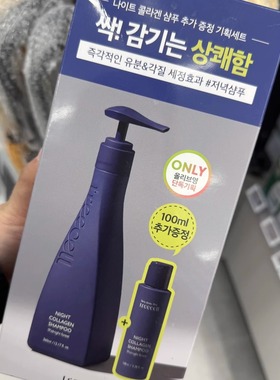 나이트 콜라겐 샴푸 추가 증정 기획세트
싹! 감기는 상쾌함
즉각적인 유분&각질 세정효과 #저녁샴푸
ONLY
올리브영
단독기획
100ml
추가증정!
+
NIGHT
COLLAGEN
SHAMPOO
NIGHT
COLLAGEN
SHAMPOO